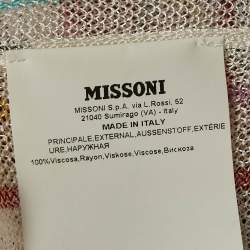 MISSONI
MISSONI S.p.A. via L. Rossi, 52
21040 Sumirago (VA) - Italy
MADE IN ITALY
PRINCIPALE,EXTERNAL,AUSSENSTOFF,EXTÉRIE
URE,НАРУЖНАЯ
100%Viscosa,Rayon,Viskose,Viscose,Вискоза